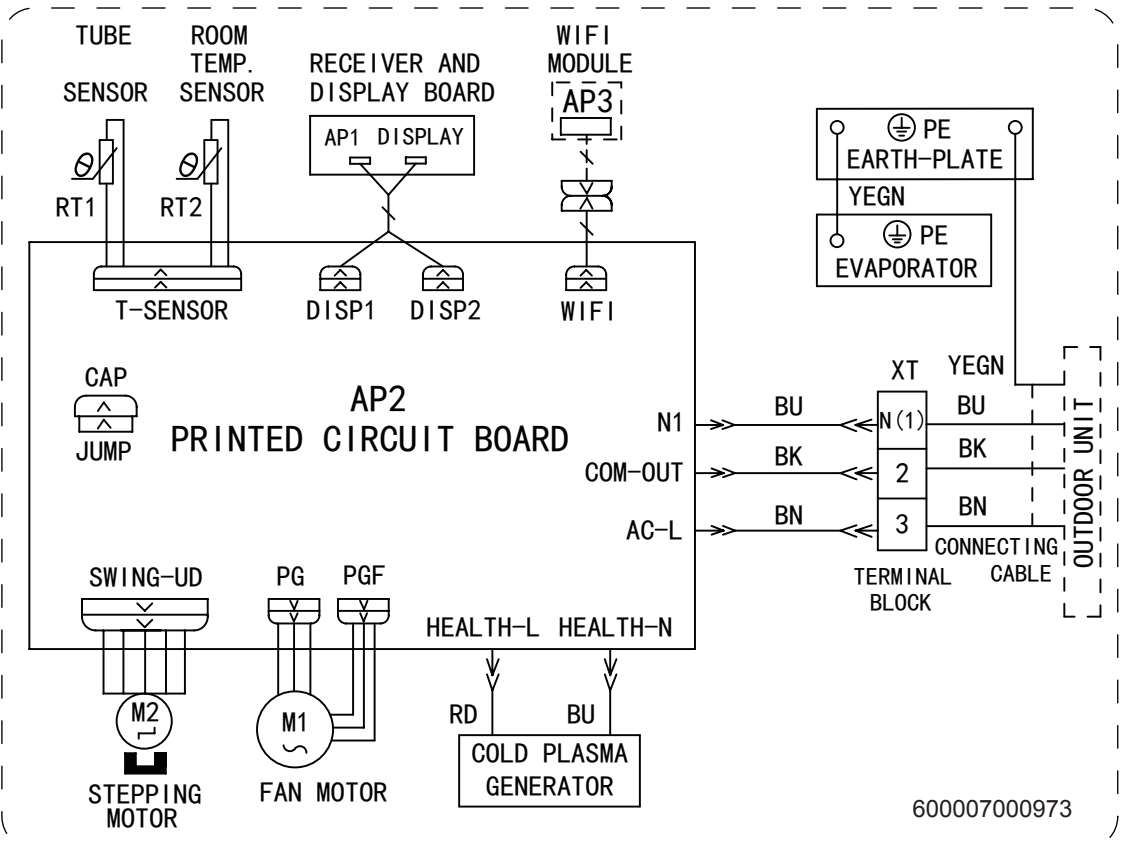 TUBE
SENSOR
ROOM
TEMP.
SENSOR
RECEIVER AND
DISPLAY BOARD
AP1 DISPLAY
WIFI
MODULE
AP3
PE
EARTH-PLATE
YEGN
PE
EVAPORATOR
RT1
RT2
T-SENSOR
DISP1
DISP2
WIFI
CAP
JUMP
AP2
PRINTED CIRCUIT BOARD
N1
COM-OUT
AC-L
BU
BK
BN
XT
N(1)
2
3
TERMINAL
BLOCK
YEGN
BU
BK
BN
CONNECTING
CABLE
OUTDOOR UNIT
SWING-UD
PG
PGF
HEALTH-L
HEALTH-N
M2
STEPPING
MOTOR
M1
FAN MOTOR
RD
BU
COLD PLASMA
GENERATOR
600007000973